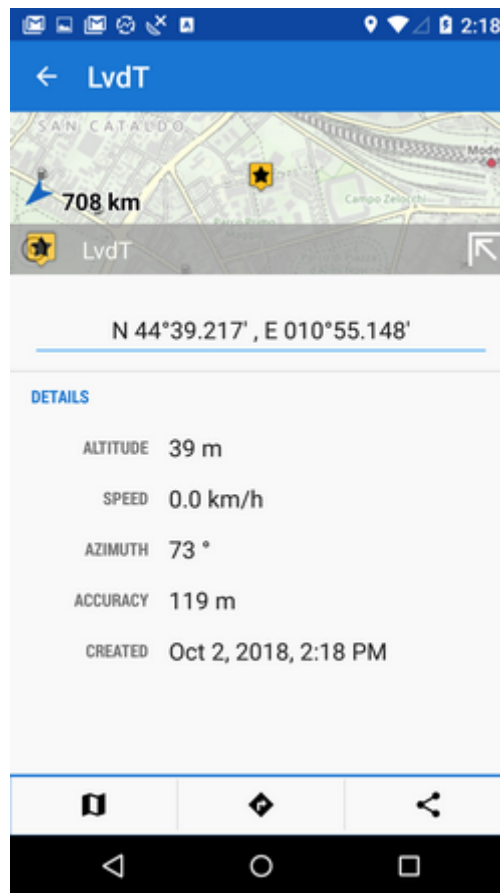 2:18
LvdT
SAN CATALDO
Mode
708 km
Campo Zelocchi
LvdT
N 44°39.217' , E 010°55.148'
DETAILS
ALTITUDE 39 m
SPEED 0.0 km/h
AZIMUTH 73 °
ACCURACY 119 m
CREATED Oct 2, 2018, 2:18 PM